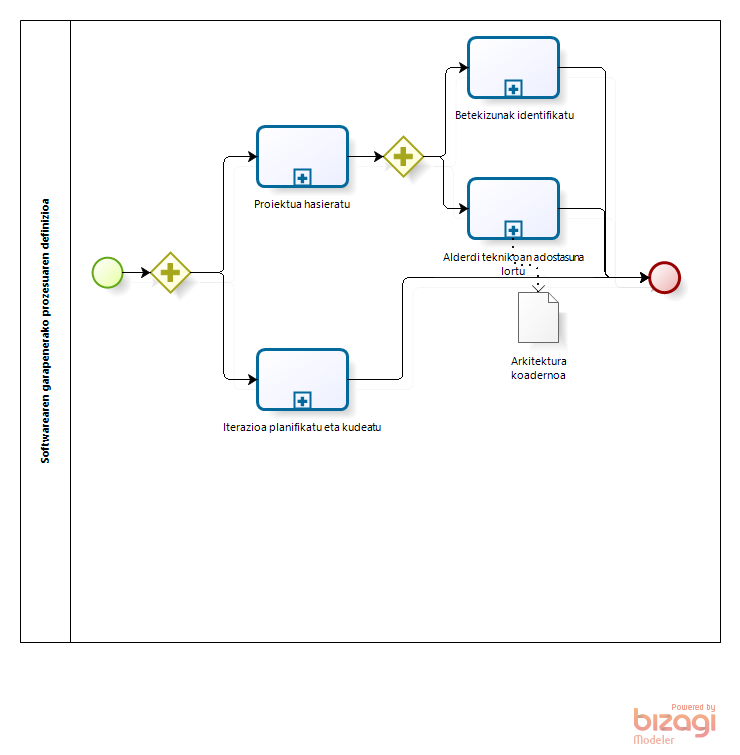 Softwarearen garapenerako prozesuaren definizioa
Betekizunak identifikatu
Proiektua hasieratu
Alderdi teknikoan adostasuna
lortu
Arkitektura
koadernoa
Iterazioa planifikatu eta kudeatu
Powered by
bizagi
Modeler